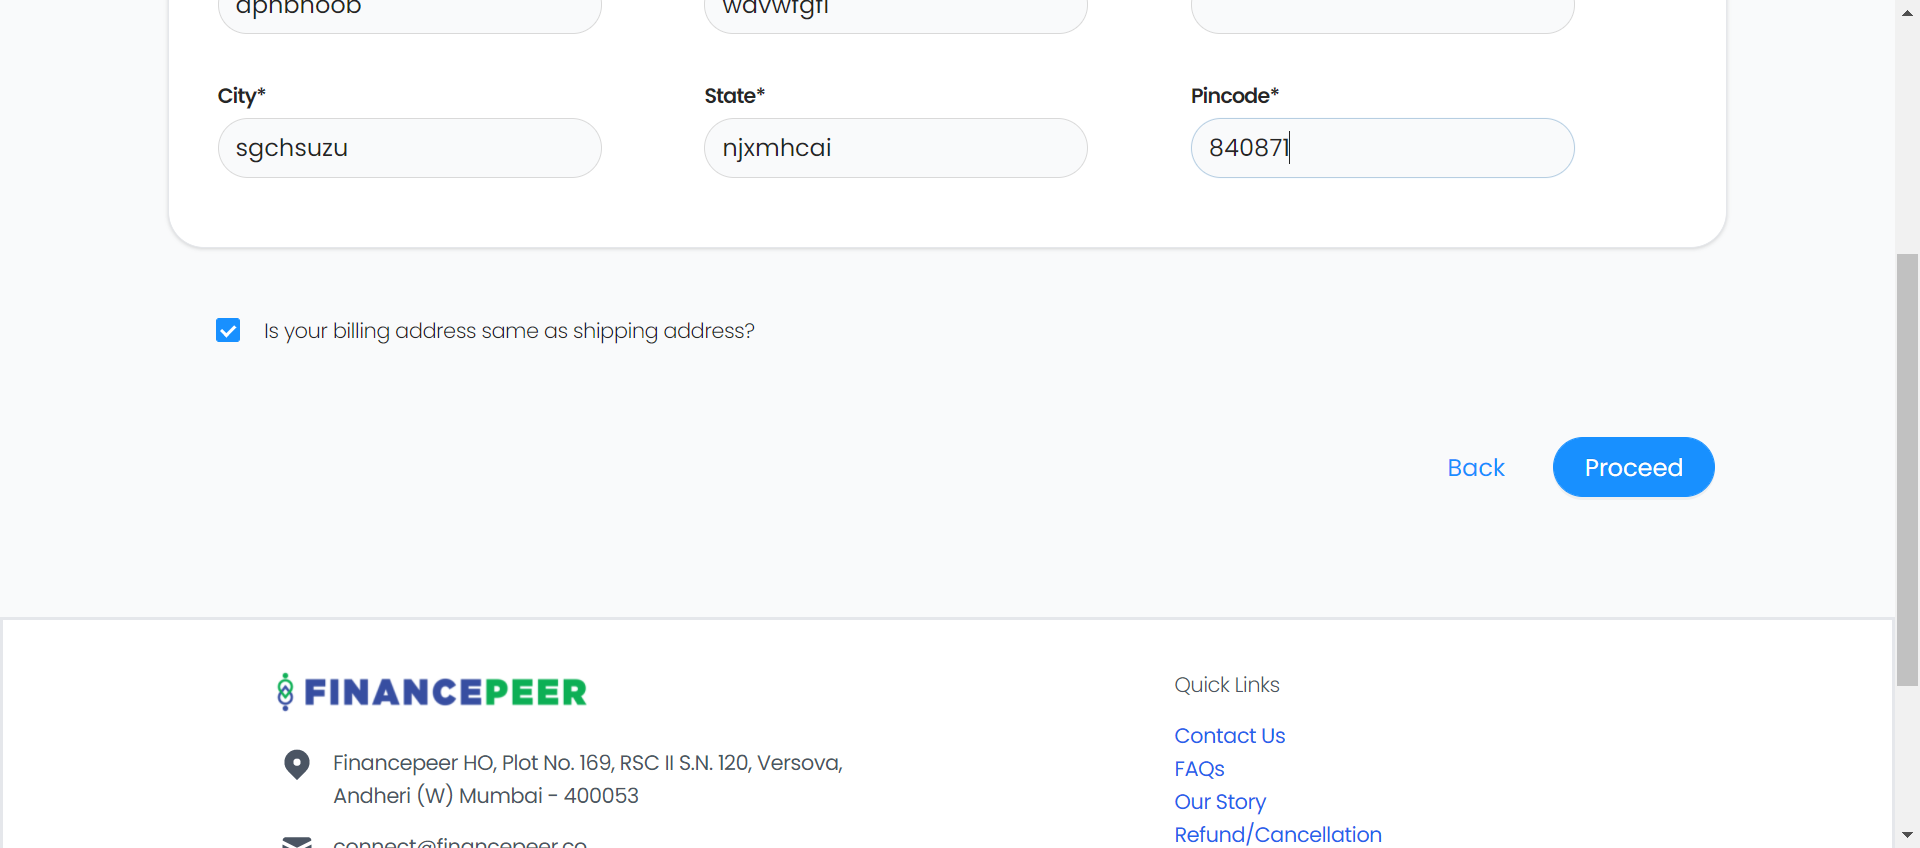 dphbhoob wdvwfgfl
City* State* Pincode*
sgchsuzu njxmhcai 840871
Is your billing address same as shipping address?
Back Proceed
FINANCEPEER
Financepeer HO, Plot No. 169, RSC II S.N. 120, Versova,
Andheri (W) Mumbai - 400053
connect@financepeer.co
Quick Links
Contact Us
FAQs
Our Story
Refund/Cancellation